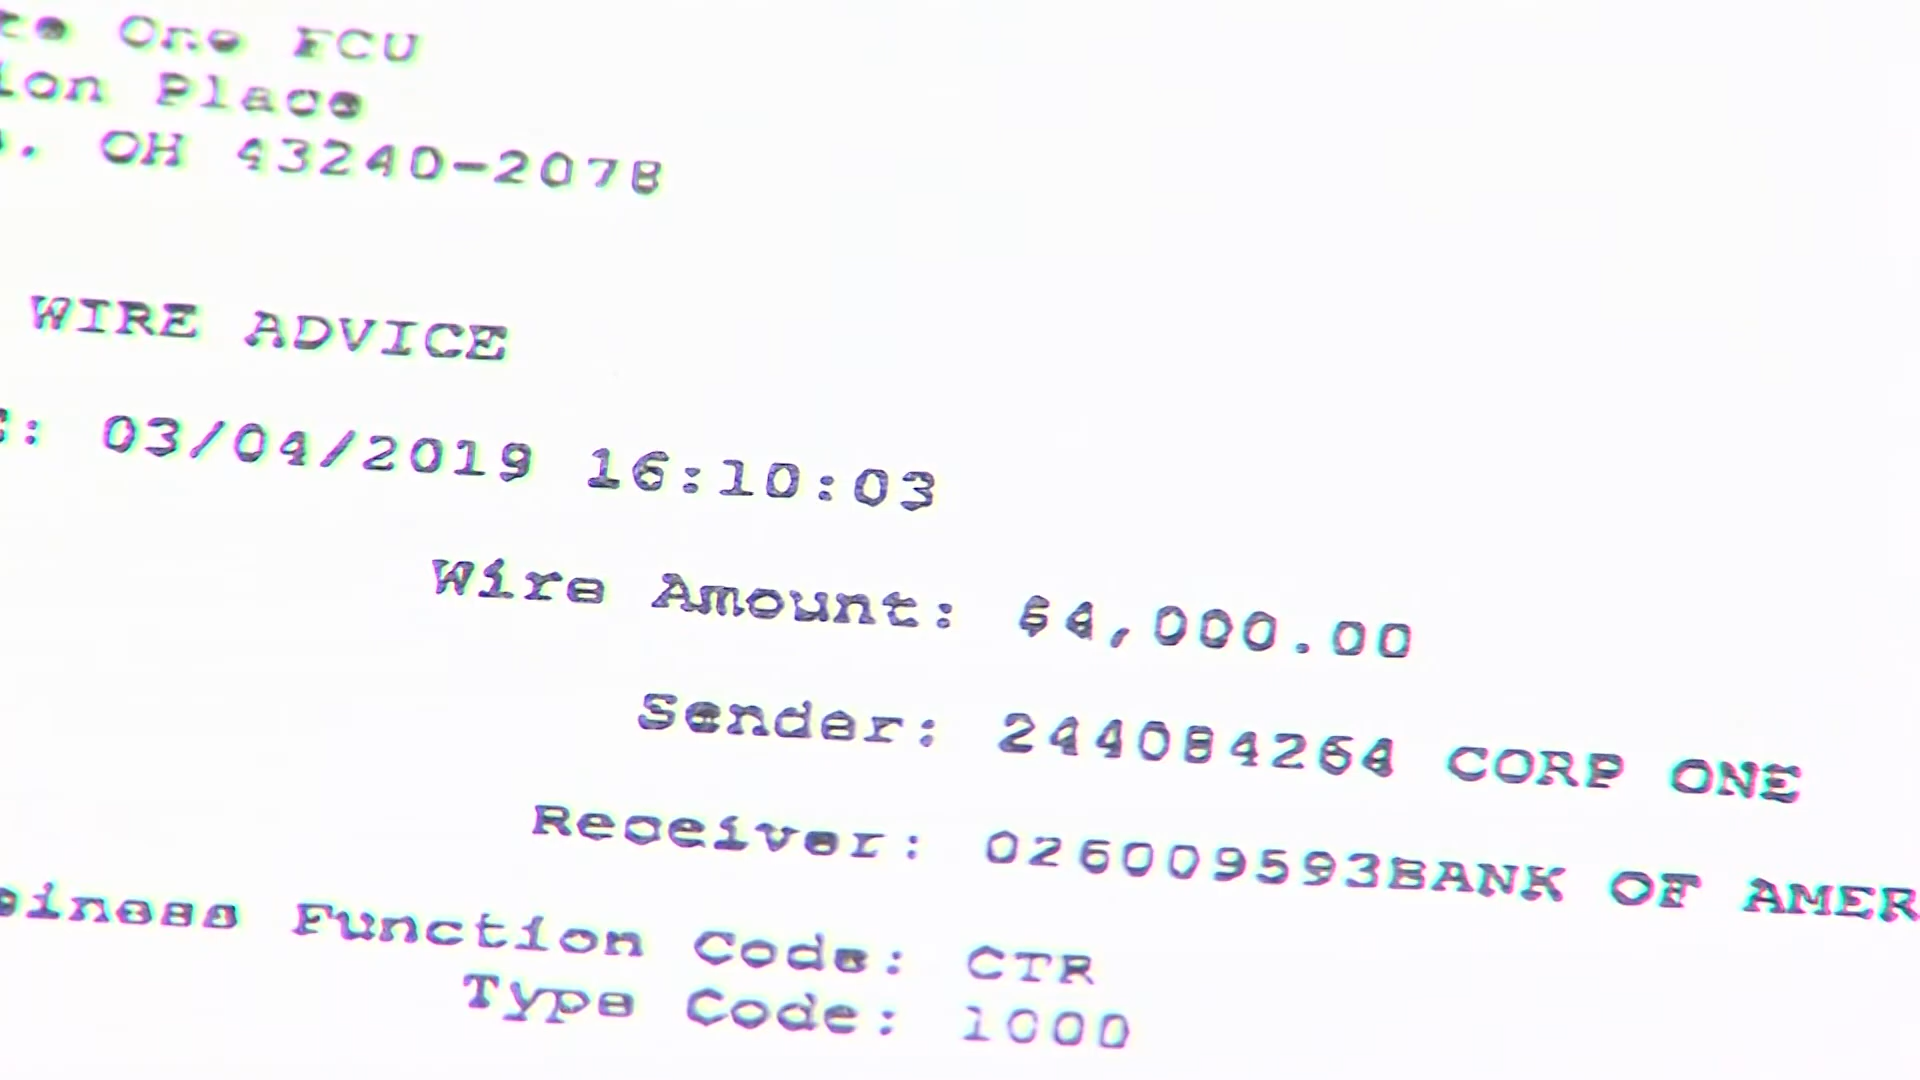 One FCU
Place
OH 43240-2078
WIRE ADVICE
: 03/04/2019 16:10:03
Wire Amount: $4,000.00
Sender: 244084264 CORP ONE
Receiver: 026009593BANK OF AMER
Function Code: CTR
Type Code: 1000